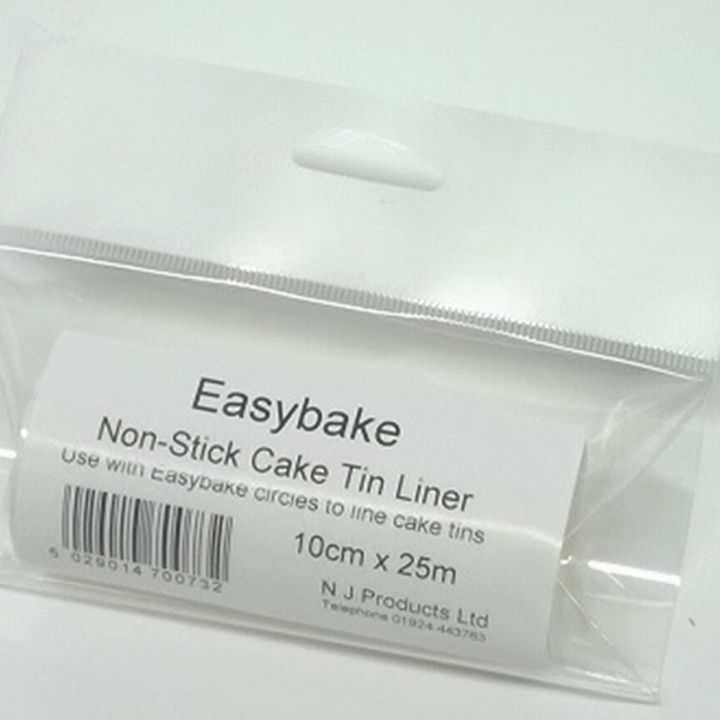 Easybake
Non-Stick Cake Tin Liner
Use with Easybake circles to line cake tins
10cm x 25m
5 029014 700732
N J Products Ltd
Telephone 01924 443763